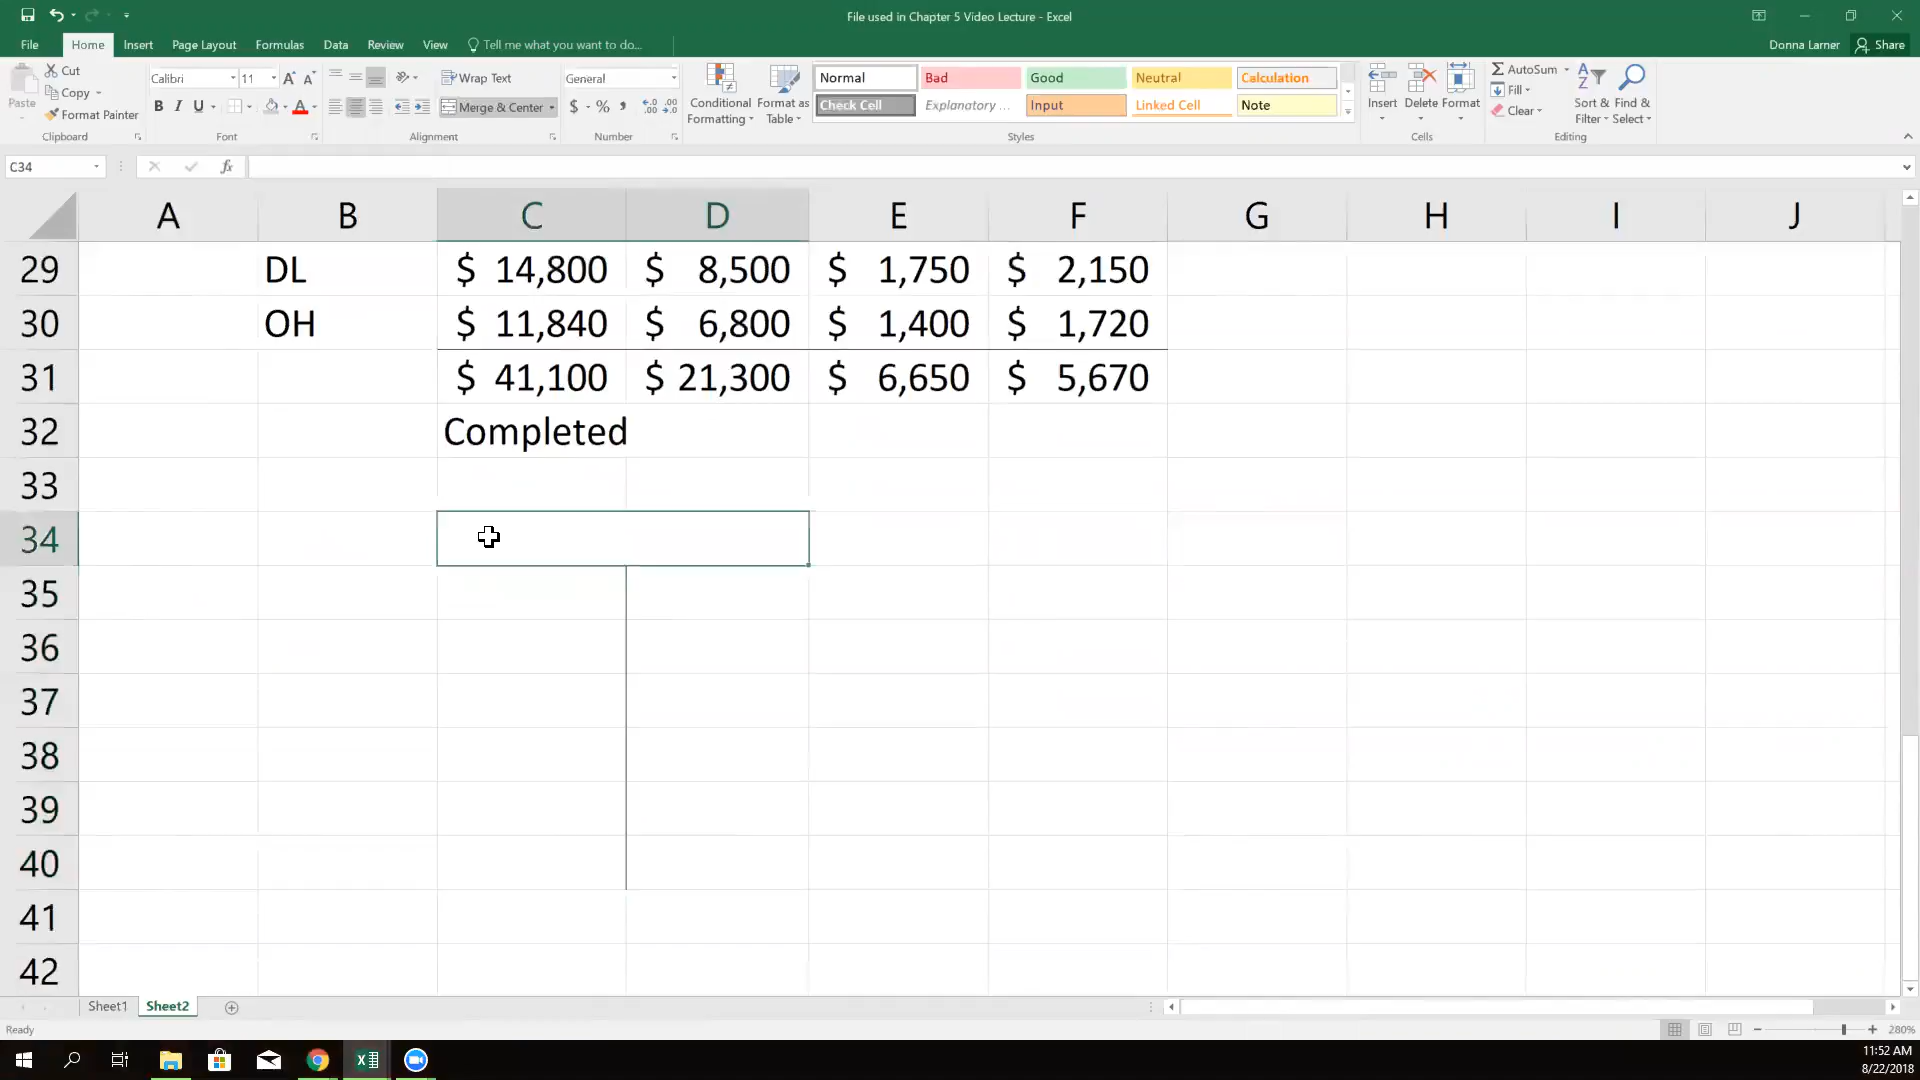 File used in Chapter 5 Video Lecture - Excel
File Home Insert Page Layout Formulas Data Review View Tell me what you want to do... Donna Larner Share
Paste Cut Copy Format Painter Clipboard
Calibri 11 A A B I U A Font
Wrap Text Merge & Center Alignment
General $ % , Number
Conditional Formatting Format as Table
Normal Bad Good Neutral Calculation
Check Cell Explanatory ... Input Linked Cell Note
Styles
Insert Delete Format Cells
AutoSum Fill Clear Sort & Filter Find & Select Editing
C34 fx
A B C D E F G H I J
29 DL $ 14,800 $ 8,500 $ 1,750 $ 2,150
30 OH $ 11,840 $ 6,800 $ 1,400 $ 1,720
31 $ 41,100 $ 21,300 $ 6,650 $ 5,670
32 Completed
33
34
35
36
37
38
39
40
41
42
Sheet1 Sheet2
Ready 280%
11:52 AM
8/22/2018